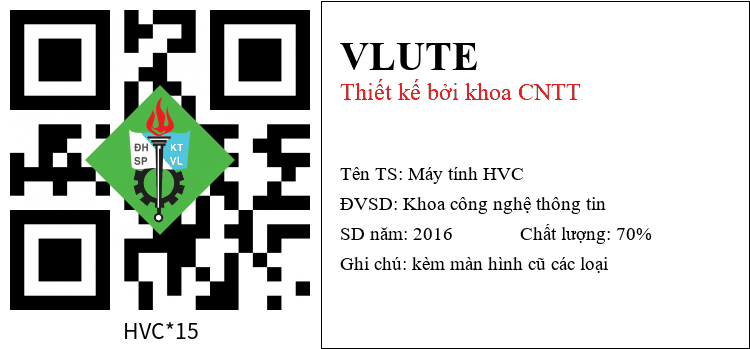 ĐH KT
SP VL
HVC*15
VLUTE
Thiết kế bởi khoa CNTT
Tên TS: Máy tính HVC
ĐVSD: Khoa công nghệ thông tin
SD năm: 2016 Chất lượng: 70%
Ghi chú: kèm màn hình cũ các loại